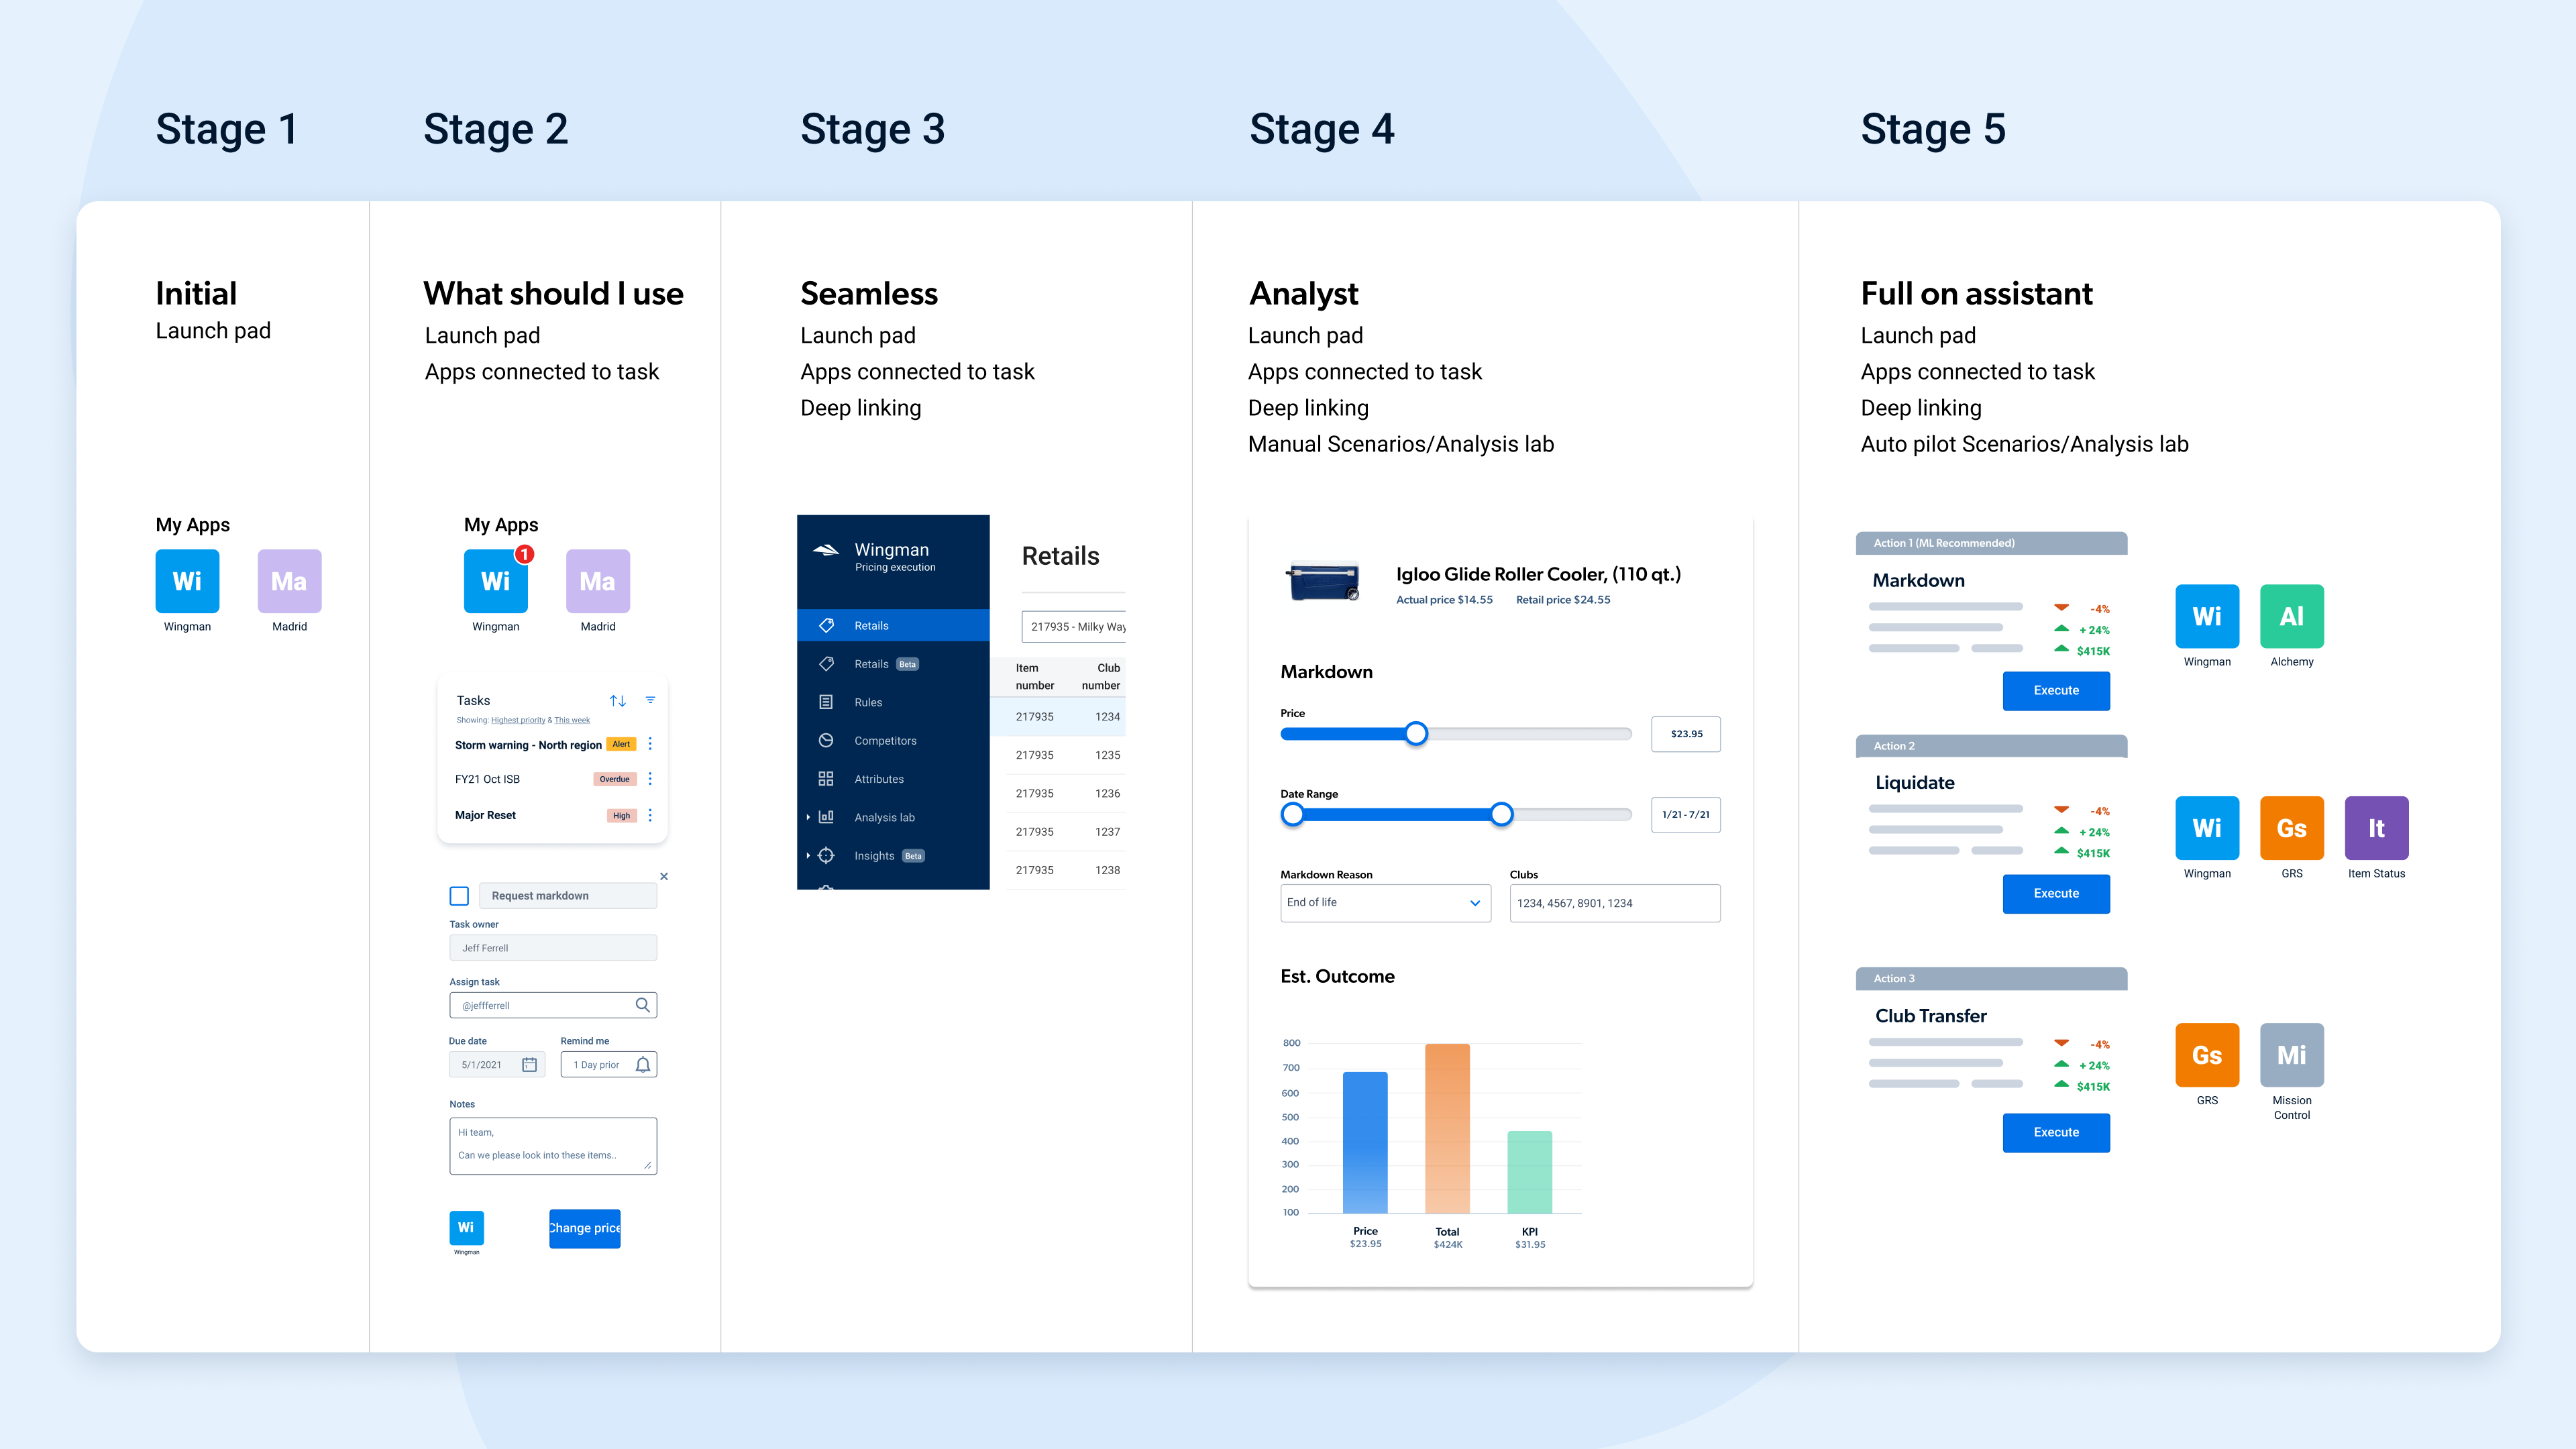 Stage 1
Stage 2
Stage 3
Stage 4
Stage 5
Initial
Launch pad
My Apps
Wi
Ma
Wingman
Madrid
What should I use
Launch pad
Apps connected to task
My Apps
Wi
1
Ma
Wingman
Madrid
Tasks
Showing: Highest priority & This week
Storm warning - North region
Alert
FY21 Oct ISB
Overdue
Major Reset
High
Request markdown
Task owner
Jeff Ferrell
Assign task
@jeffferrell
Due date
Remind me
5/1/2021
1 Day prior
Notes
Hi team,
Can we please look into these items..
Wi
Wingman
Change price
Seamless
Launch pad
Apps connected to task
Deep linking
Wingman
Pricing execution
Retails
Retails Beta
Rules
Competitors
Attributes
Analysis lab
Insights Beta
Retails
217935 - Milky Way
Item number
Club number
217935 1234
217935 1235
217935 1236
217935 1237
217935 1238
Analyst
Launch pad
Apps connected to task
Deep linking
Manual Scenarios/Analysis lab
Igloo Glide Roller Cooler, (110 qt.)
Actual price $14.55 Retail price $24.55
Markdown
Price
$23.95
Date Range
1/21 - 7/21
Markdown Reason
Clubs
End of life
1234, 4567, 8901, 1234
Est. Outcome
800
700
600
500
400
300
200
100
Price
$23.95
Total
$424K
KPI
$31.95
Full on assistant
Launch pad
Apps connected to task
Deep linking
Auto pilot Scenarios/Analysis lab
Action 1 (ML Recommended)
Markdown
-4%
+ 24%
$415K
Execute
Wi
Al
Wingman
Alchemy
Action 2
Liquidate
-4%
+ 24%
$415K
Execute
Wi
Gs
It
Wingman
GRS
Item Status
Action 3
Club Transfer
-4%
+ 24%
$415K
Execute
Gs
Mi
GRS
Mission
Control